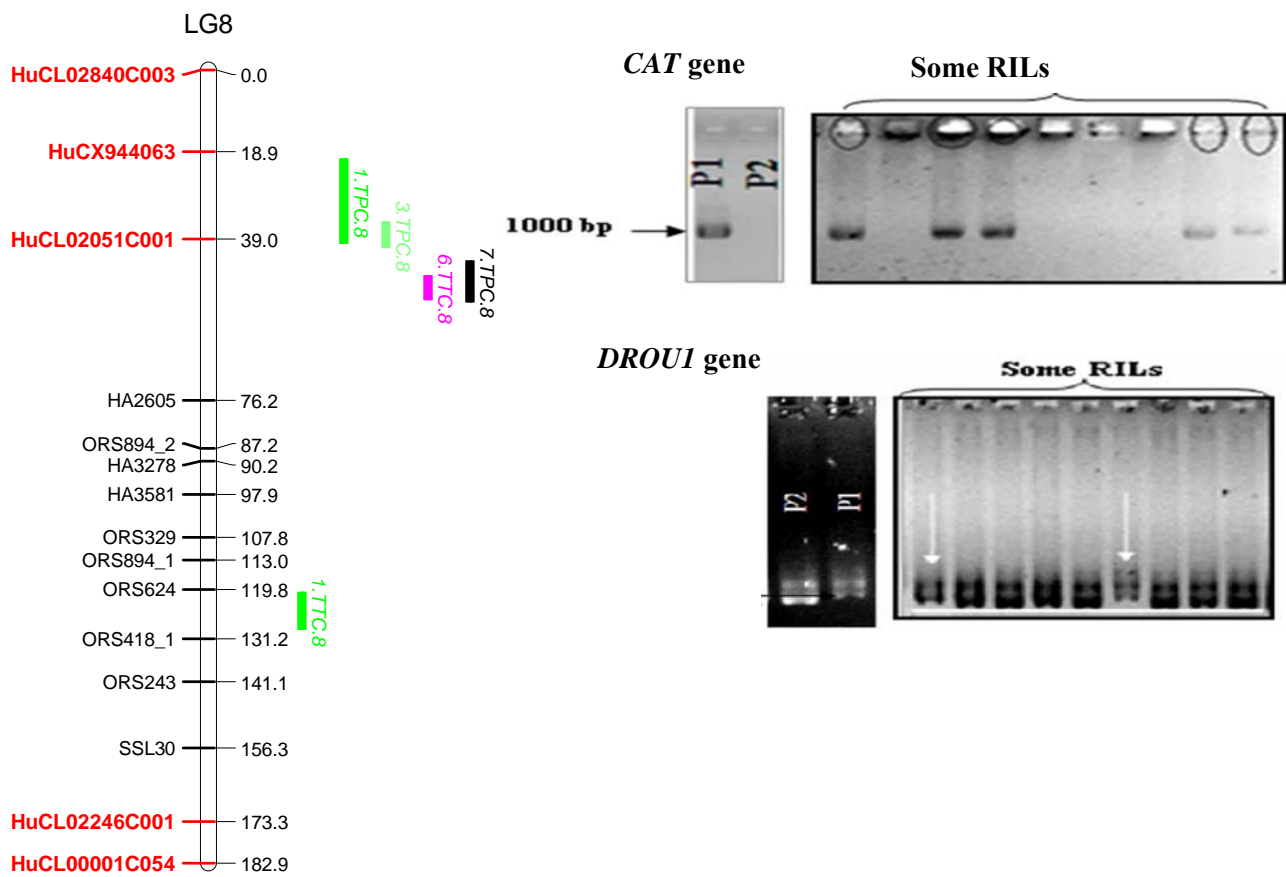 LG8
HuCL02840C003 0.0
HuCX944063 18.9
HuCL02051C001 39.0
HA2605 76.2
ORS894_2 87.2
HA3278 90.2
HA3581 97.9
ORS329 107.8
ORS894_1 113.0
ORS624 119.8
ORS418_1 131.2
ORS243 141.1
SSL30 156.3
HuCL02246C001 173.3
HuCL00001C054 182.9
1.TPC.8
3.TPC.8
6.TTC.8
7.TPC.8
1.TTC.8
CAT gene
Some RILs
P1 P2
1000 bp
DROU1 gene
Some RILs
P2 P1